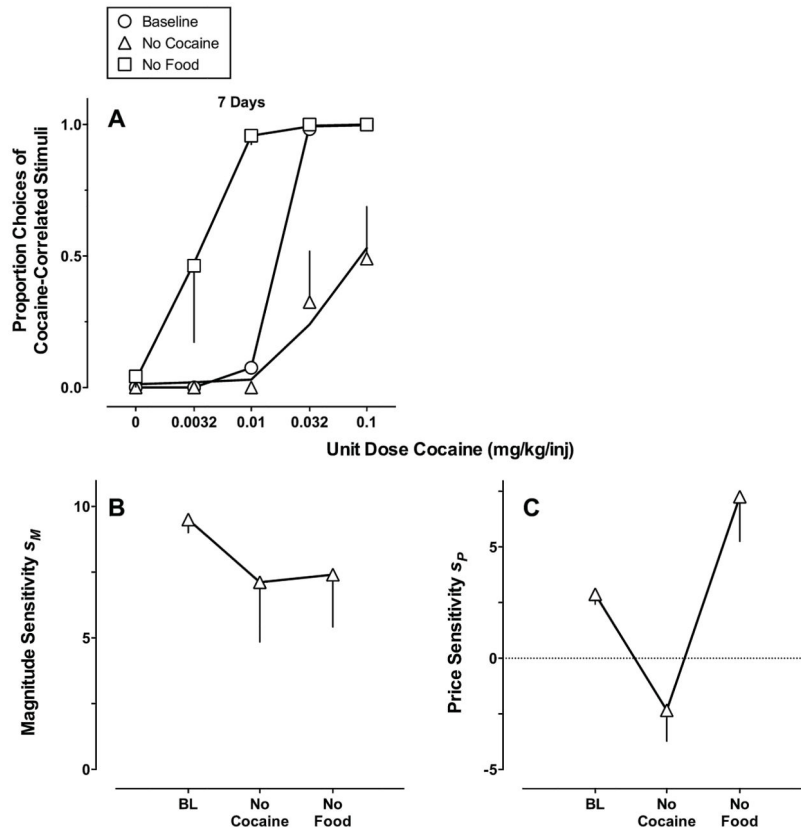 Baseline
No Cocaine
No Food
A
7 Days
Proportion Choices of
Cocaine-Correlated Stimuli
1.0
0.5
0.0
0 0.0032 0.01 0.032 0.1
Unit Dose Cocaine (mg/kg/inj)
B
Magnitude Sensitivity sM
10
5
0
BL No Cocaine No Food
C
Price Sensitivity sP
5
0
-5
BL No Cocaine No Food